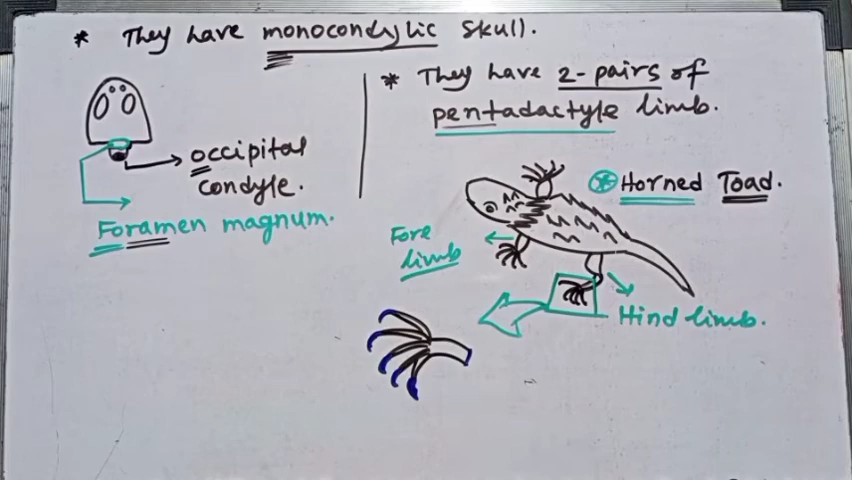 * They have monocondylic skull.
occipital
condyle.
Foramen magnum.
* They have 2-pairs of
pentadactyle limb.
Horned Toad.
Fore
limb
Hind limb.